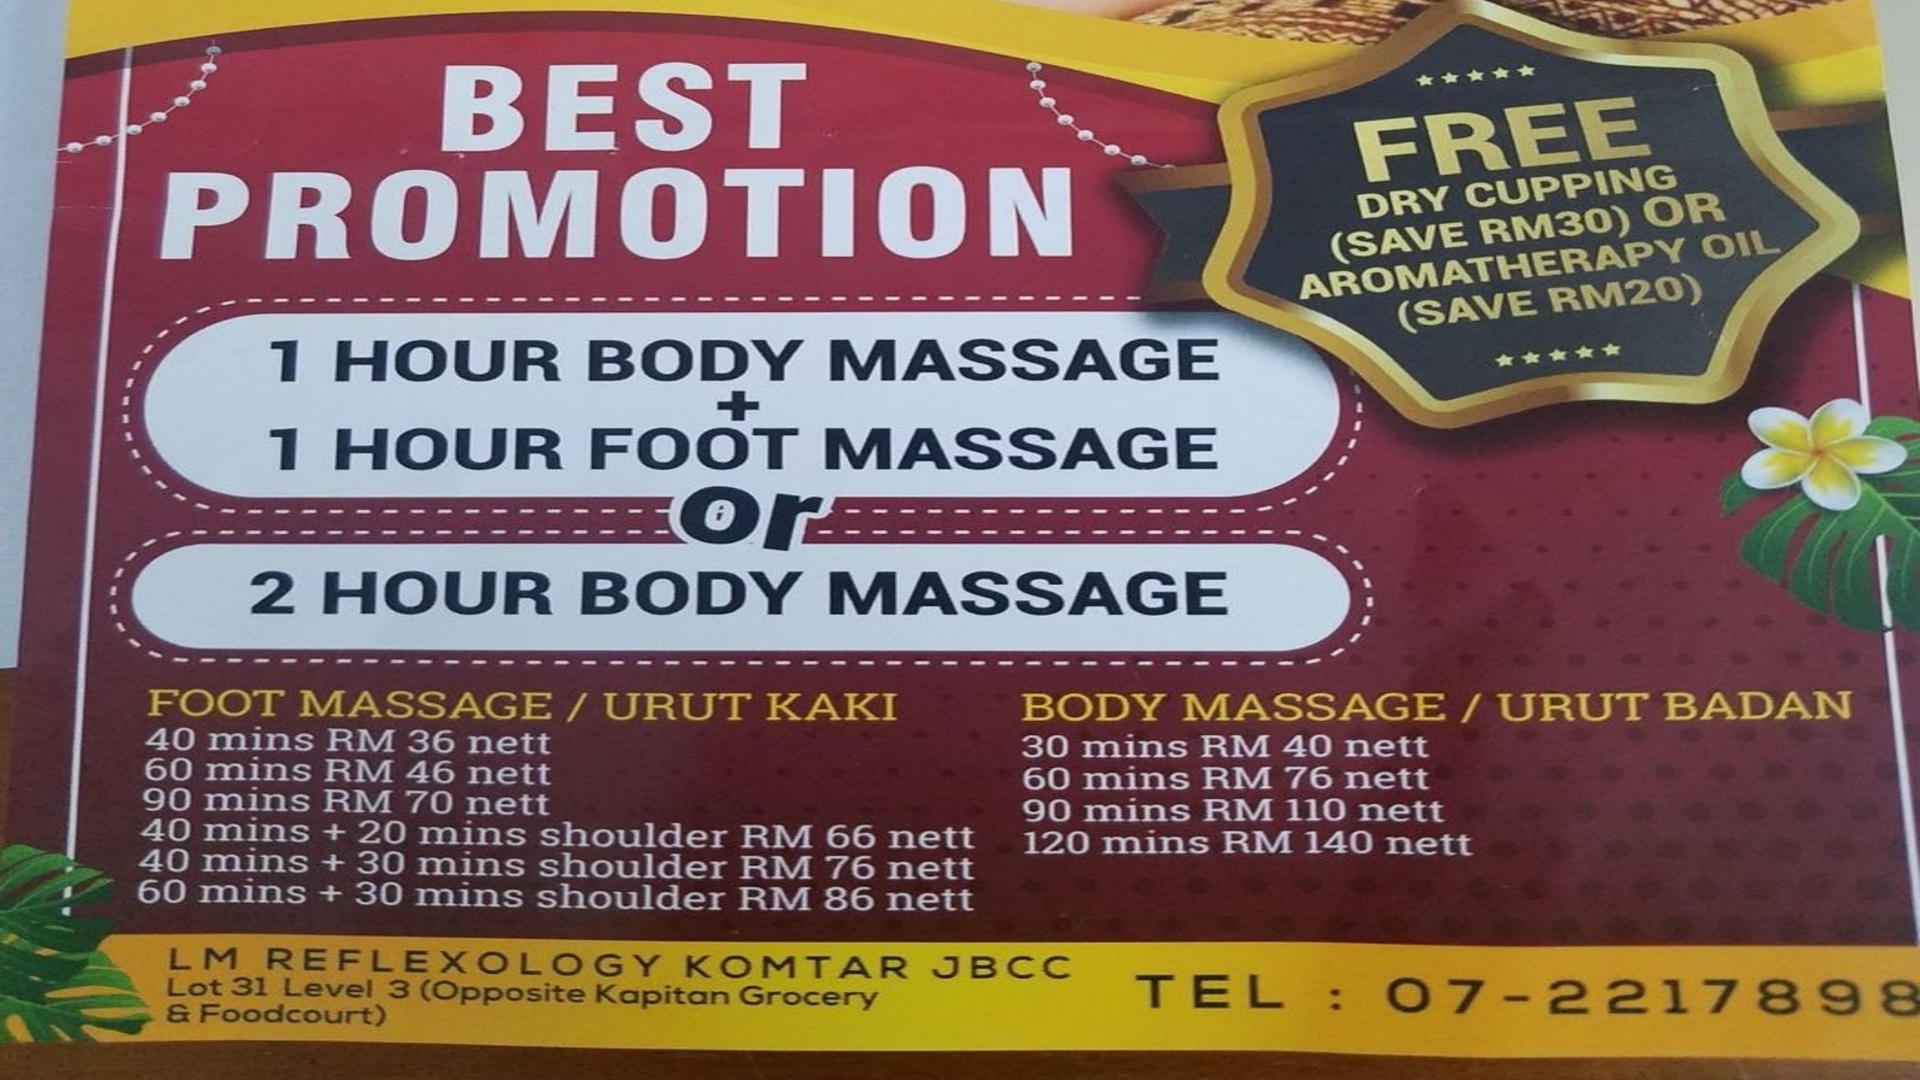 BEST
PROMOTION
FREE
DRY CUPPING
(SAVE RM30) OR
AROMATHERAPY OIL
(SAVE RM20)
1 HOUR BODY MASSAGE
+
1 HOUR FOOT MASSAGE
or
2 HOUR BODY MASSAGE
FOOT MASSAGE / URUT KAKI
40 mins RM 36 nett
60 mins RM 46 nett
90 mins RM 70 nett
40 mins + 20 mins shoulder RM 66 nett
40 mins + 30 mins shoulder RM 76 nett
60 mins + 30 mins shoulder RM 86 nett
BODY MASSAGE / URUT BADAN
30 mins RM 40 nett
60 mins RM 76 nett
90 mins RM 110 nett
120 mins RM 140 nett
LM REFLEXOLOGY KOMTAR JBCC
Lot 31 Level 3 (Opposite Kapitan Grocery
& Foodcourt)
TEL : 07-2217898